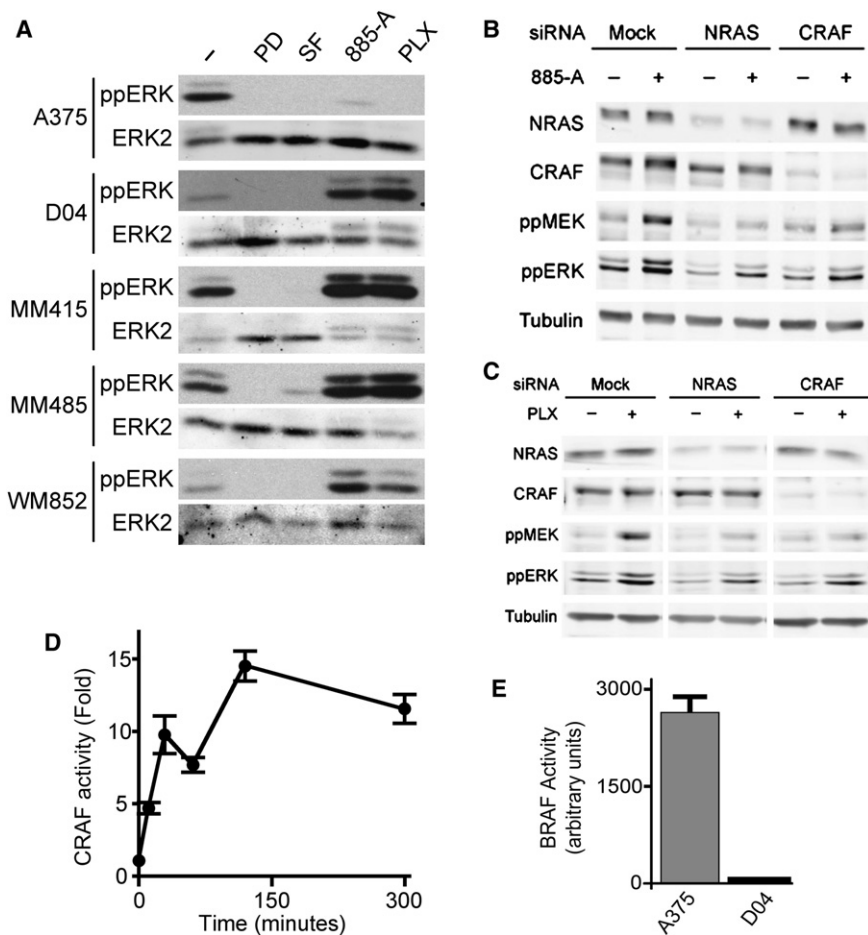 A
– PD SF 885-A PLX
A375
ppERK
ERK2
D04
ppERK
ERK2
MM415
ppERK
ERK2
MM485
ppERK
ERK2
WM852
ppERK
ERK2
B
siRNA Mock NRAS CRAF
885-A – + – + – +
NRAS
CRAF
ppMEK
ppERK
Tubulin
C
siRNA Mock NRAS CRAF
PLX – + – + – +
NRAS
CRAF
ppMEK
ppERK
Tubulin
D
CRAF activity (Fold)
15
10
5
0
0 150 300
Time (minutes)
E
BRAF Activity
(arbitrary units)
3000
1500
0
A375
D04